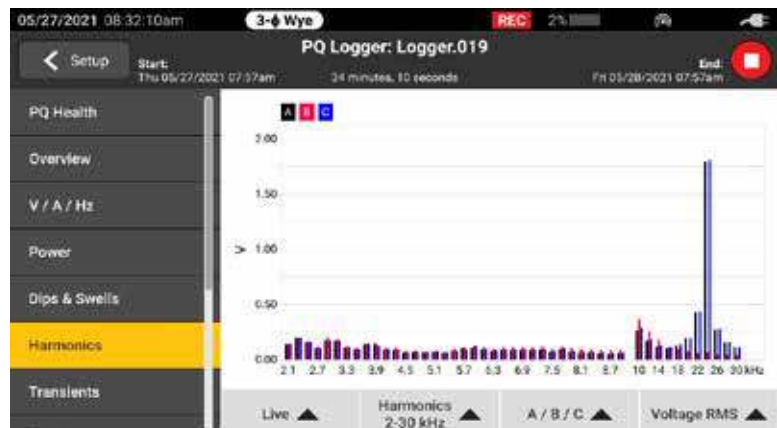 05/27/2021 08:32:10am 3-ϕ Wye REC 2%
Setup
PQ Logger: Logger.019
Start:
Thu 05/27/2021 07:57am
34 minutes, 10 seconds
End:
Fri 05/28/2021 07:57am
PQ Health
Overview
V / A / Hz
Power
Dips & Swells
Harmonics
Transients
A B C
2.00
1.50
1.00
0.50
0.00
V
2.1 2.7 3.3 3.9 4.5 5.1 5.7 6.3 6.9 7.5 8.1 8.7 10 14 18 22 26 30 kHz
Live
Harmonics
2-30 kHz
A / B / C
Voltage RMS